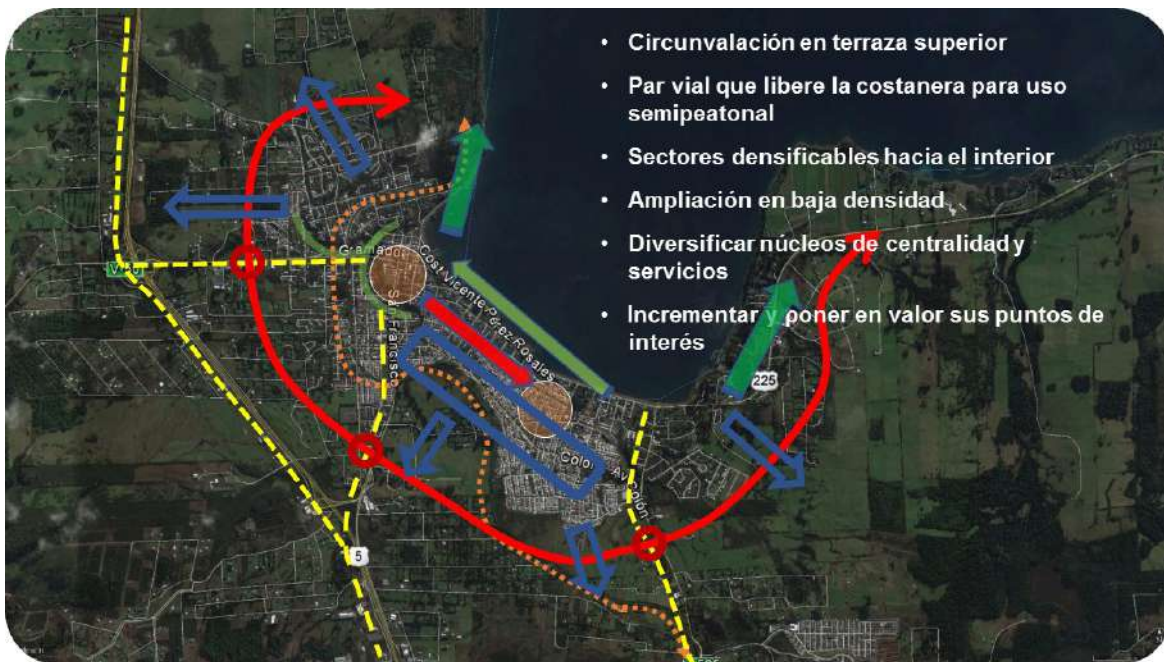 • Circunvalación en terraza superior
• Par vial que libere la costanera para uso
semipeatonal
• Sectores densificables hacia el interior
• Ampliación en baja densidad
• Diversificar núcleos de centralidad y
servicios
• Incrementar y poner en valor sus puntos de
interés
Gramado
Cost Vicente Pérez Rosales
San Francisco
225
Colón
Av Colón
5